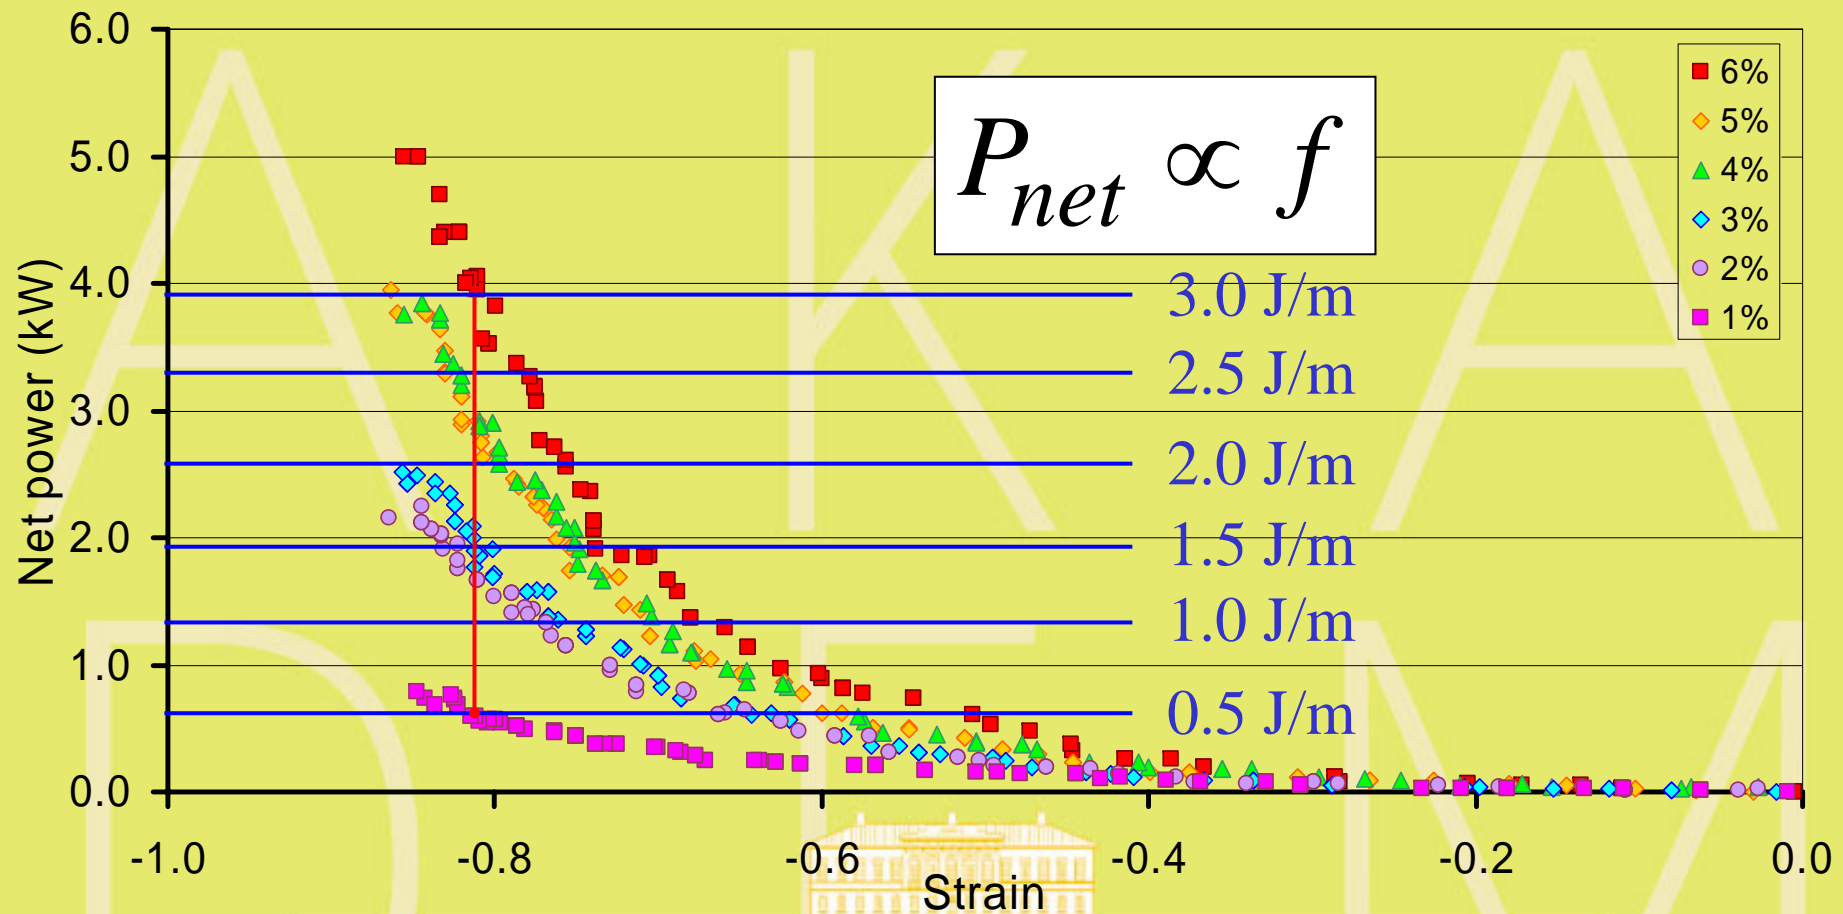 6.0
5.0
4.0
3.0
2.0
1.0
0.0
Net power (kW)
P_net ∝ f
6%
5%
4%
3%
2%
1%
3.0 J/m
2.5 J/m
2.0 J/m
1.5 J/m
1.0 J/m
0.5 J/m
-1.0 -0.8 -0.6 -0.4 -0.2 0.0
Strain